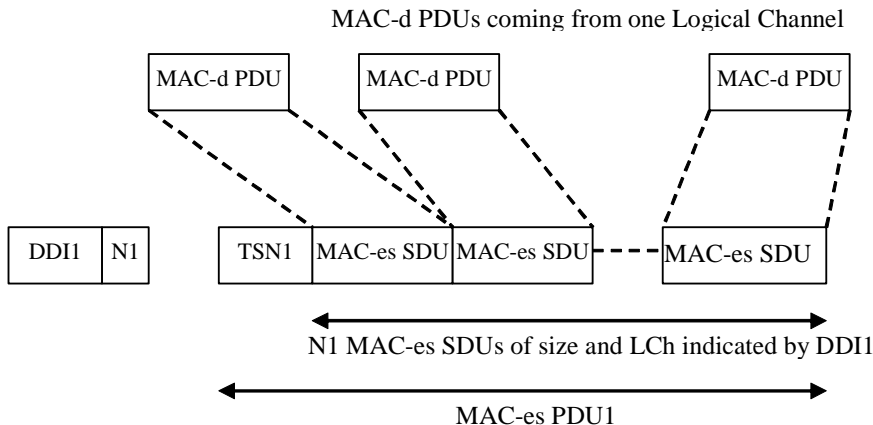 MAC-d PDUs coming from one Logical Channel
MAC-d PDU MAC-d PDU MAC-d PDU
DDI1 N1 TSN1 MAC-es SDU MAC-es SDU MAC-es SDU
N1 MAC-es SDUs of size and LCh indicated by DDI1
MAC-es PDU1